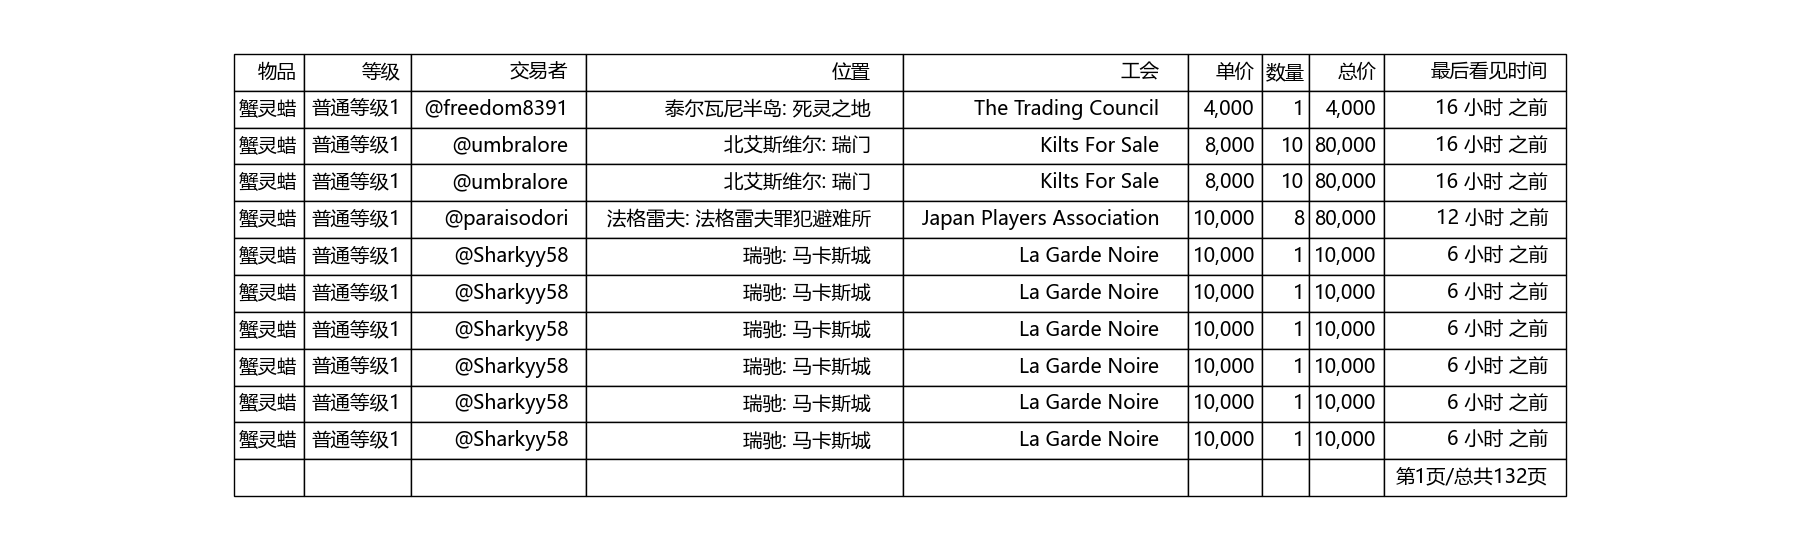 物品 等级 交易者 位置 工会 单价 数量 总价 最后看见时间
蟹灵蜡 普通等级1 @freedom8391 泰尔瓦尼半岛: 死灵之地 The Trading Council 4,000 1 4,000 16 小时 之前
蟹灵蜡 普通等级1 @umbralore 北艾斯维尔: 瑞门 Kilts For Sale 8,000 10 80,000 16 小时 之前
蟹灵蜡 普通等级1 @umbralore 北艾斯维尔: 瑞门 Kilts For Sale 8,000 10 80,000 16 小时 之前
蟹灵蜡 普通等级1 @paraisodori 法格雷夫: 法格雷夫罪犯避难所 Japan Players Association 10,000 8 80,000 12 小时 之前
蟹灵蜡 普通等级1 @Sharkyy58 瑞驰: 马卡斯城 La Garde Noire 10,000 1 10,000 6 小时 之前
蟹灵蜡 普通等级1 @Sharkyy58 瑞驰: 马卡斯城 La Garde Noire 10,000 1 10,000 6 小时 之前
蟹灵蜡 普通等级1 @Sharkyy58 瑞驰: 马卡斯城 La Garde Noire 10,000 1 10,000 6 小时 之前
蟹灵蜡 普通等级1 @Sharkyy58 瑞驰: 马卡斯城 La Garde Noire 10,000 1 10,000 6 小时 之前
蟹灵蜡 普通等级1 @Sharkyy58 瑞驰: 马卡斯城 La Garde Noire 10,000 1 10,000 6 小时 之前
蟹灵蜡 普通等级1 @Sharkyy58 瑞驰: 马卡斯城 La Garde Noire 10,000 1 10,000 6 小时 之前
第1页/总共132页